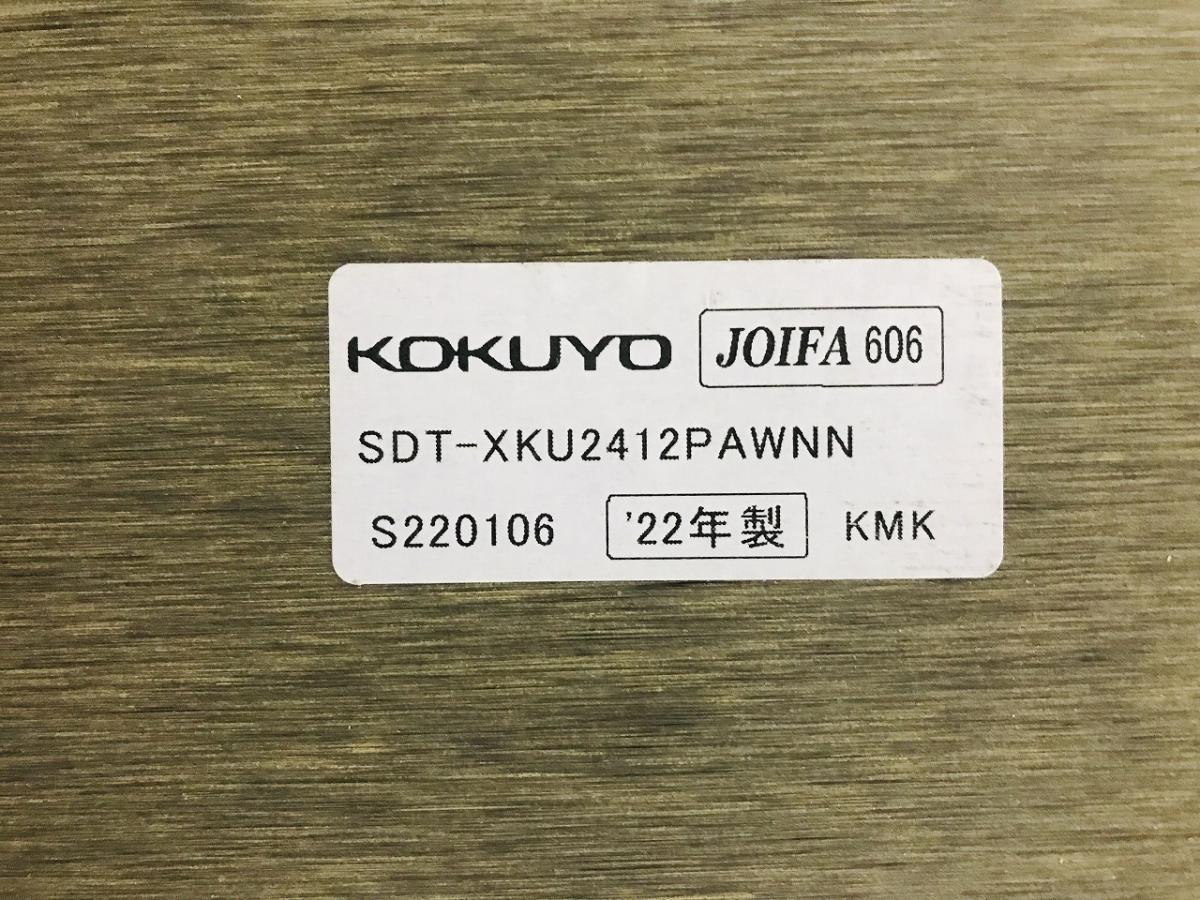 KOKUYO JOIFA 606
SDT-XKU2412PAWNN
S220106 '22年製 KMK